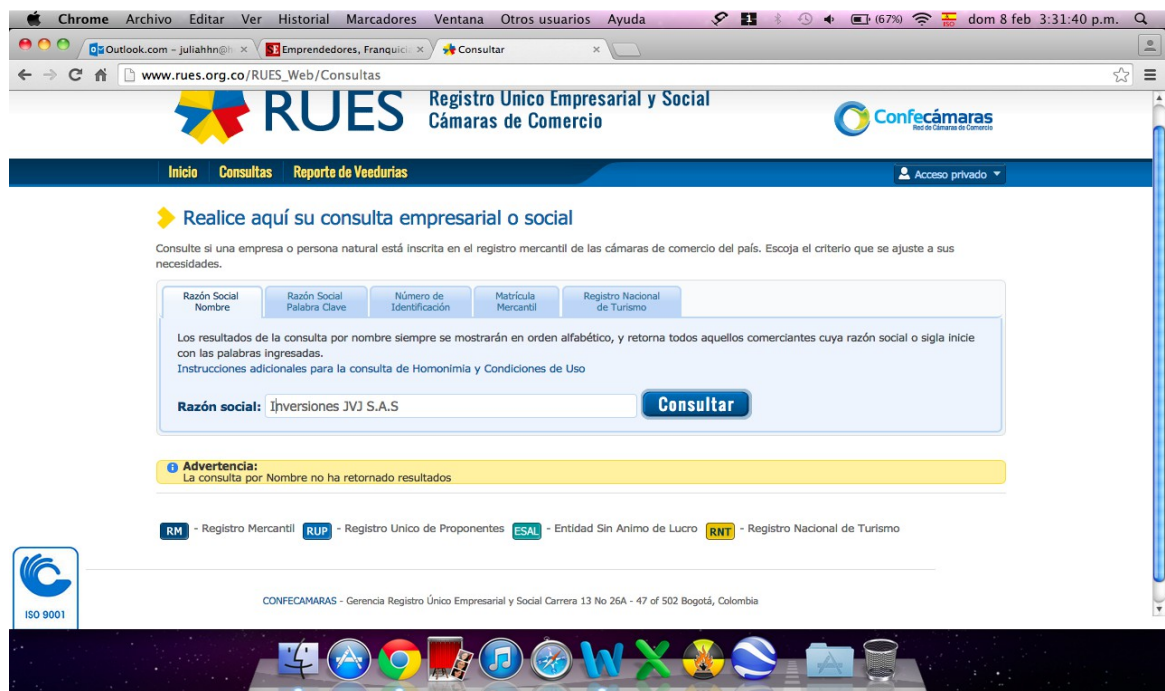 Chrome Archivo Editar Ver Historial Marcadores Ventana Otros usuarios Ayuda (67%) ISO dom 8 feb 3:31:40 p.m.
Outlook.com – juliahhn@h Emprendedores, Franquici Consultar
www.rues.org.co/RUES_Web/Consultas
RUES
Registro Unico Empresarial y Social
Cámaras de Comercio
Confecámaras
Red de Cámaras de Comercio
Inicio Consultas Reporte de Veedurias Acceso privado
Realice aquí su consulta empresarial o social
Consulte si una empresa o persona natural está inscrita en el registro mercantil de las cámaras de comercio del país. Escoja el criterio que se ajuste a sus
necesidades.
Razón Social
Nombre
Razón Social
Palabra Clave
Número de
Identificación
Matrícula
Mercantil
Registro Nacional
de Turismo
Los resultados de la consulta por nombre siempre se mostrarán en orden alfabético, y retorna todos aquellos comerciantes cuya razón social o sigla inicie
con las palabras ingresadas.
Instrucciones adicionales para la consulta de Homonimia y Condiciones de Uso
Razón social: Inversiones JVJ S.A.S Consultar
Advertencia:
La consulta por Nombre no ha retornado resultados
RM - Registro Mercantil RUP - Registro Unico de Proponentes ESAL - Entidad Sin Animo de Lucro RNT - Registro Nacional de Turismo
ISO 9001
CONFECAMARAS - Gerencia Registro Único Empresarial y Social Carrera 13 No 26A - 47 of 502 Bogotá, Colombia